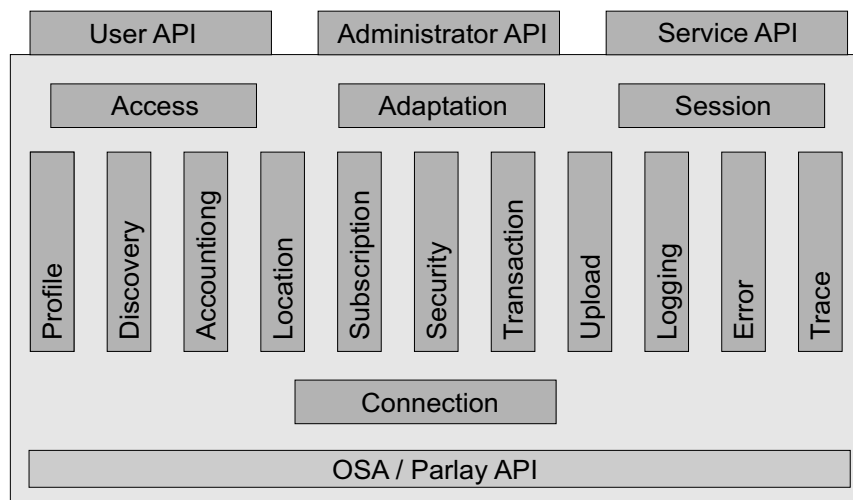 User API
Administrator API
Service API
Access
Adaptation
Session
Profile
Discovery
Accountiong
Location
Subscription
Security
Transaction
Upload
Logging
Error
Trace
Connection
OSA / Parlay API